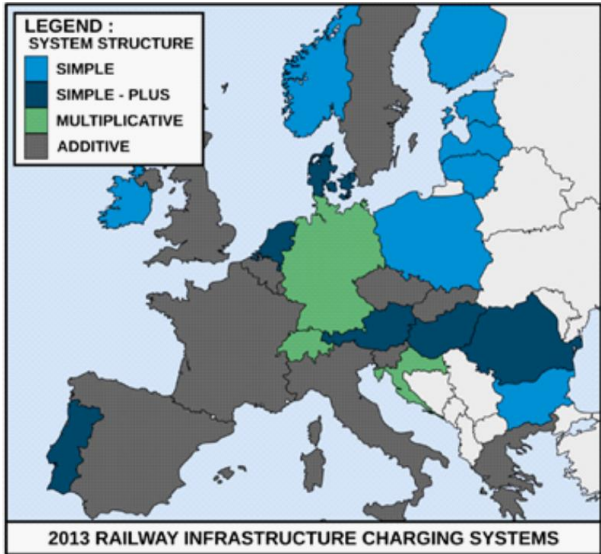 LEGEND :
SYSTEM STRUCTURE
SIMPLE
SIMPLE - PLUS
MULTIPLICATIVE
ADDITIVE
2013 RAILWAY INFRASTRUCTURE CHARGING SYSTEMS